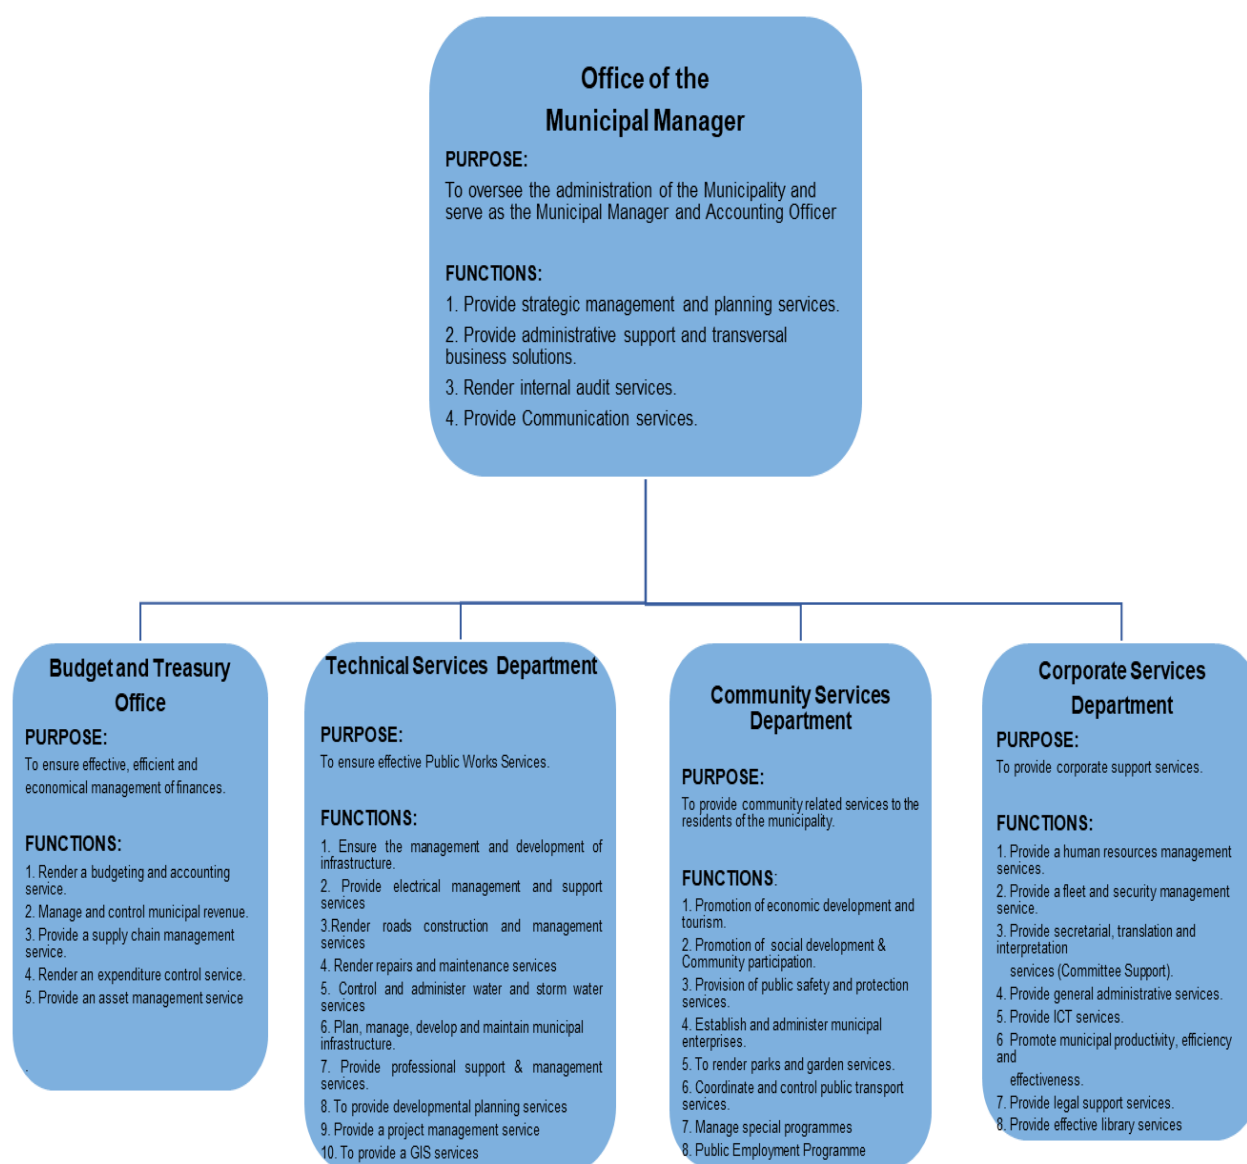 Office of the
Municipal Manager
PURPOSE:
To oversee the administration of the Municipality and
serve as the Municipal Manager and Accounting Officer
FUNCTIONS:
1. Provide strategic management and planning services.
2. Provide administrative support and transversal
business solutions.
3. Render internal audit services.
4. Provide Communication services.
Budget and Treasury
Office
PURPOSE:
To ensure effective, efficient and
economical management of finances.
FUNCTIONS:
1. Render a budgeting and accounting
service.
2. Manage and control municipal revenue.
3. Provide a supply chain management
service.
4. Render an expenditure control service.
5. Provide an asset management service
.
Technical Services Department
PURPOSE:
To ensure effective Public Works Services.
FUNCTIONS:
1. Ensure the management and development of
infrastructure.
2. Provide electrical management and support
services
3.Render roads construction and management
services
4. Render repairs and maintenance services
5. Control and administer water and storm water
services
6. Plan, manage, develop and maintain municipal
infrastructure.
7. Provide professional support & management
services.
8. To provide developmental planning services
9. Provide a project management service
10. To provide a GIS services
Community Services
Department
PURPOSE:
To provide community related services to the
residents of the municipality.
FUNCTIONS:
1. Promotion of economic development and
tourism.
2. Promotion of social development &
Community participation.
3. Provision of public safety and protection
services.
4. Establish and administer municipal
enterprises.
5. To render parks and garden services.
6. Coordinate and control public transport
services.
7. Manage special programmes
8. Public Employment Programme
Corporate Services
Department
PURPOSE:
To provide corporate support services.
FUNCTIONS:
1. Provide a human resources management
services.
2. Provide a fleet and security management
service.
3. Provide secretarial, translation and
interpretation
services (Committee Support).
4. Provide general administrative services.
5. Provide ICT services.
6 Promote municipal productivity, efficiency
and
effectiveness.
7. Provide legal support services.
8. Provide effective library services